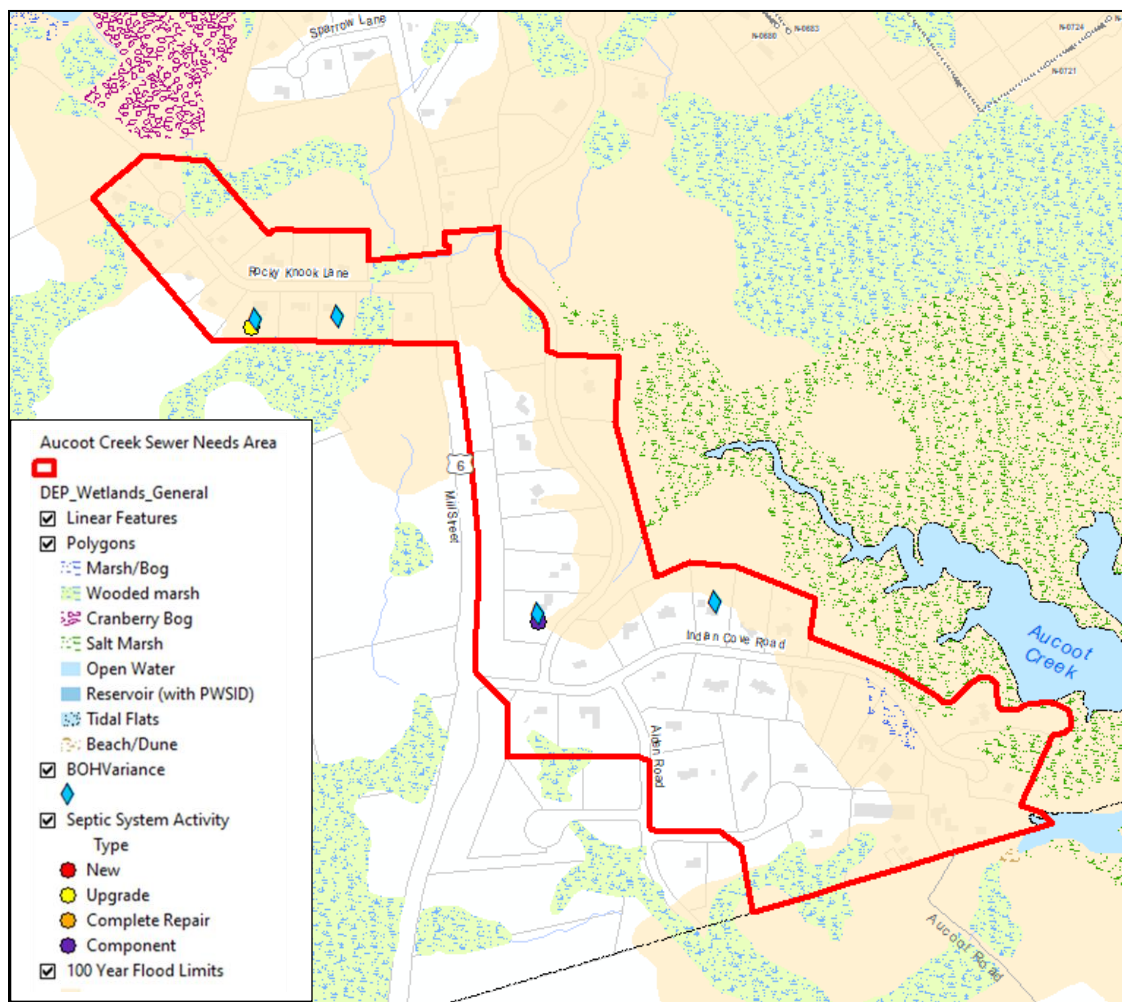 Sparrow Lane
N-0680
N-0683
N-0724
N-0721
Rocky Knook Lane
6
Mill Street
Indian Cove Road
Alden Road
Aucoot
Creek
Aucoot Road
Aucoot Creek Sewer Needs Area
DEP_Wetlands_General
Linear Features
Polygons
Marsh/Bog
Wooded marsh
Cranberry Bog
Salt Marsh
Open Water
Reservoir (with PWSID)
Tidal Flats
Beach/Dune
BOHVariance
Septic System Activity
Type
New
Upgrade
Complete Repair
Component
100 Year Flood Limits